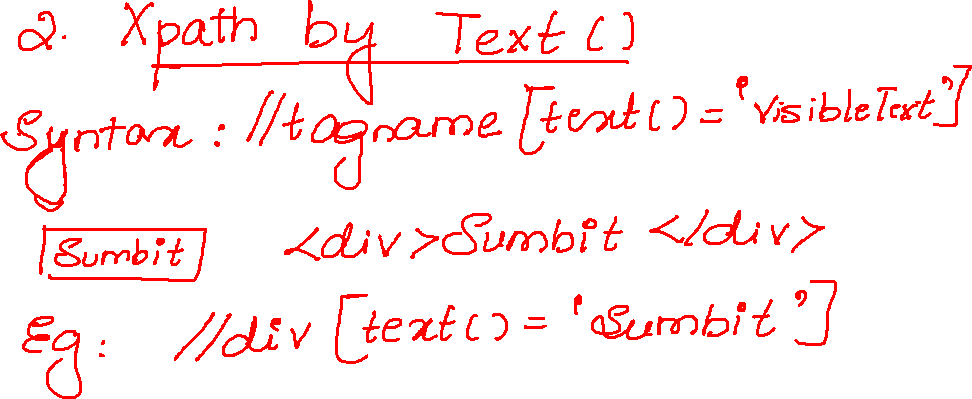 2. Xpath by Text()
Syntax: //tagname[text()='VisibleText']
Sumbit <div>Sumbit </div>
Eg: //div [text()= 'Sumbit']